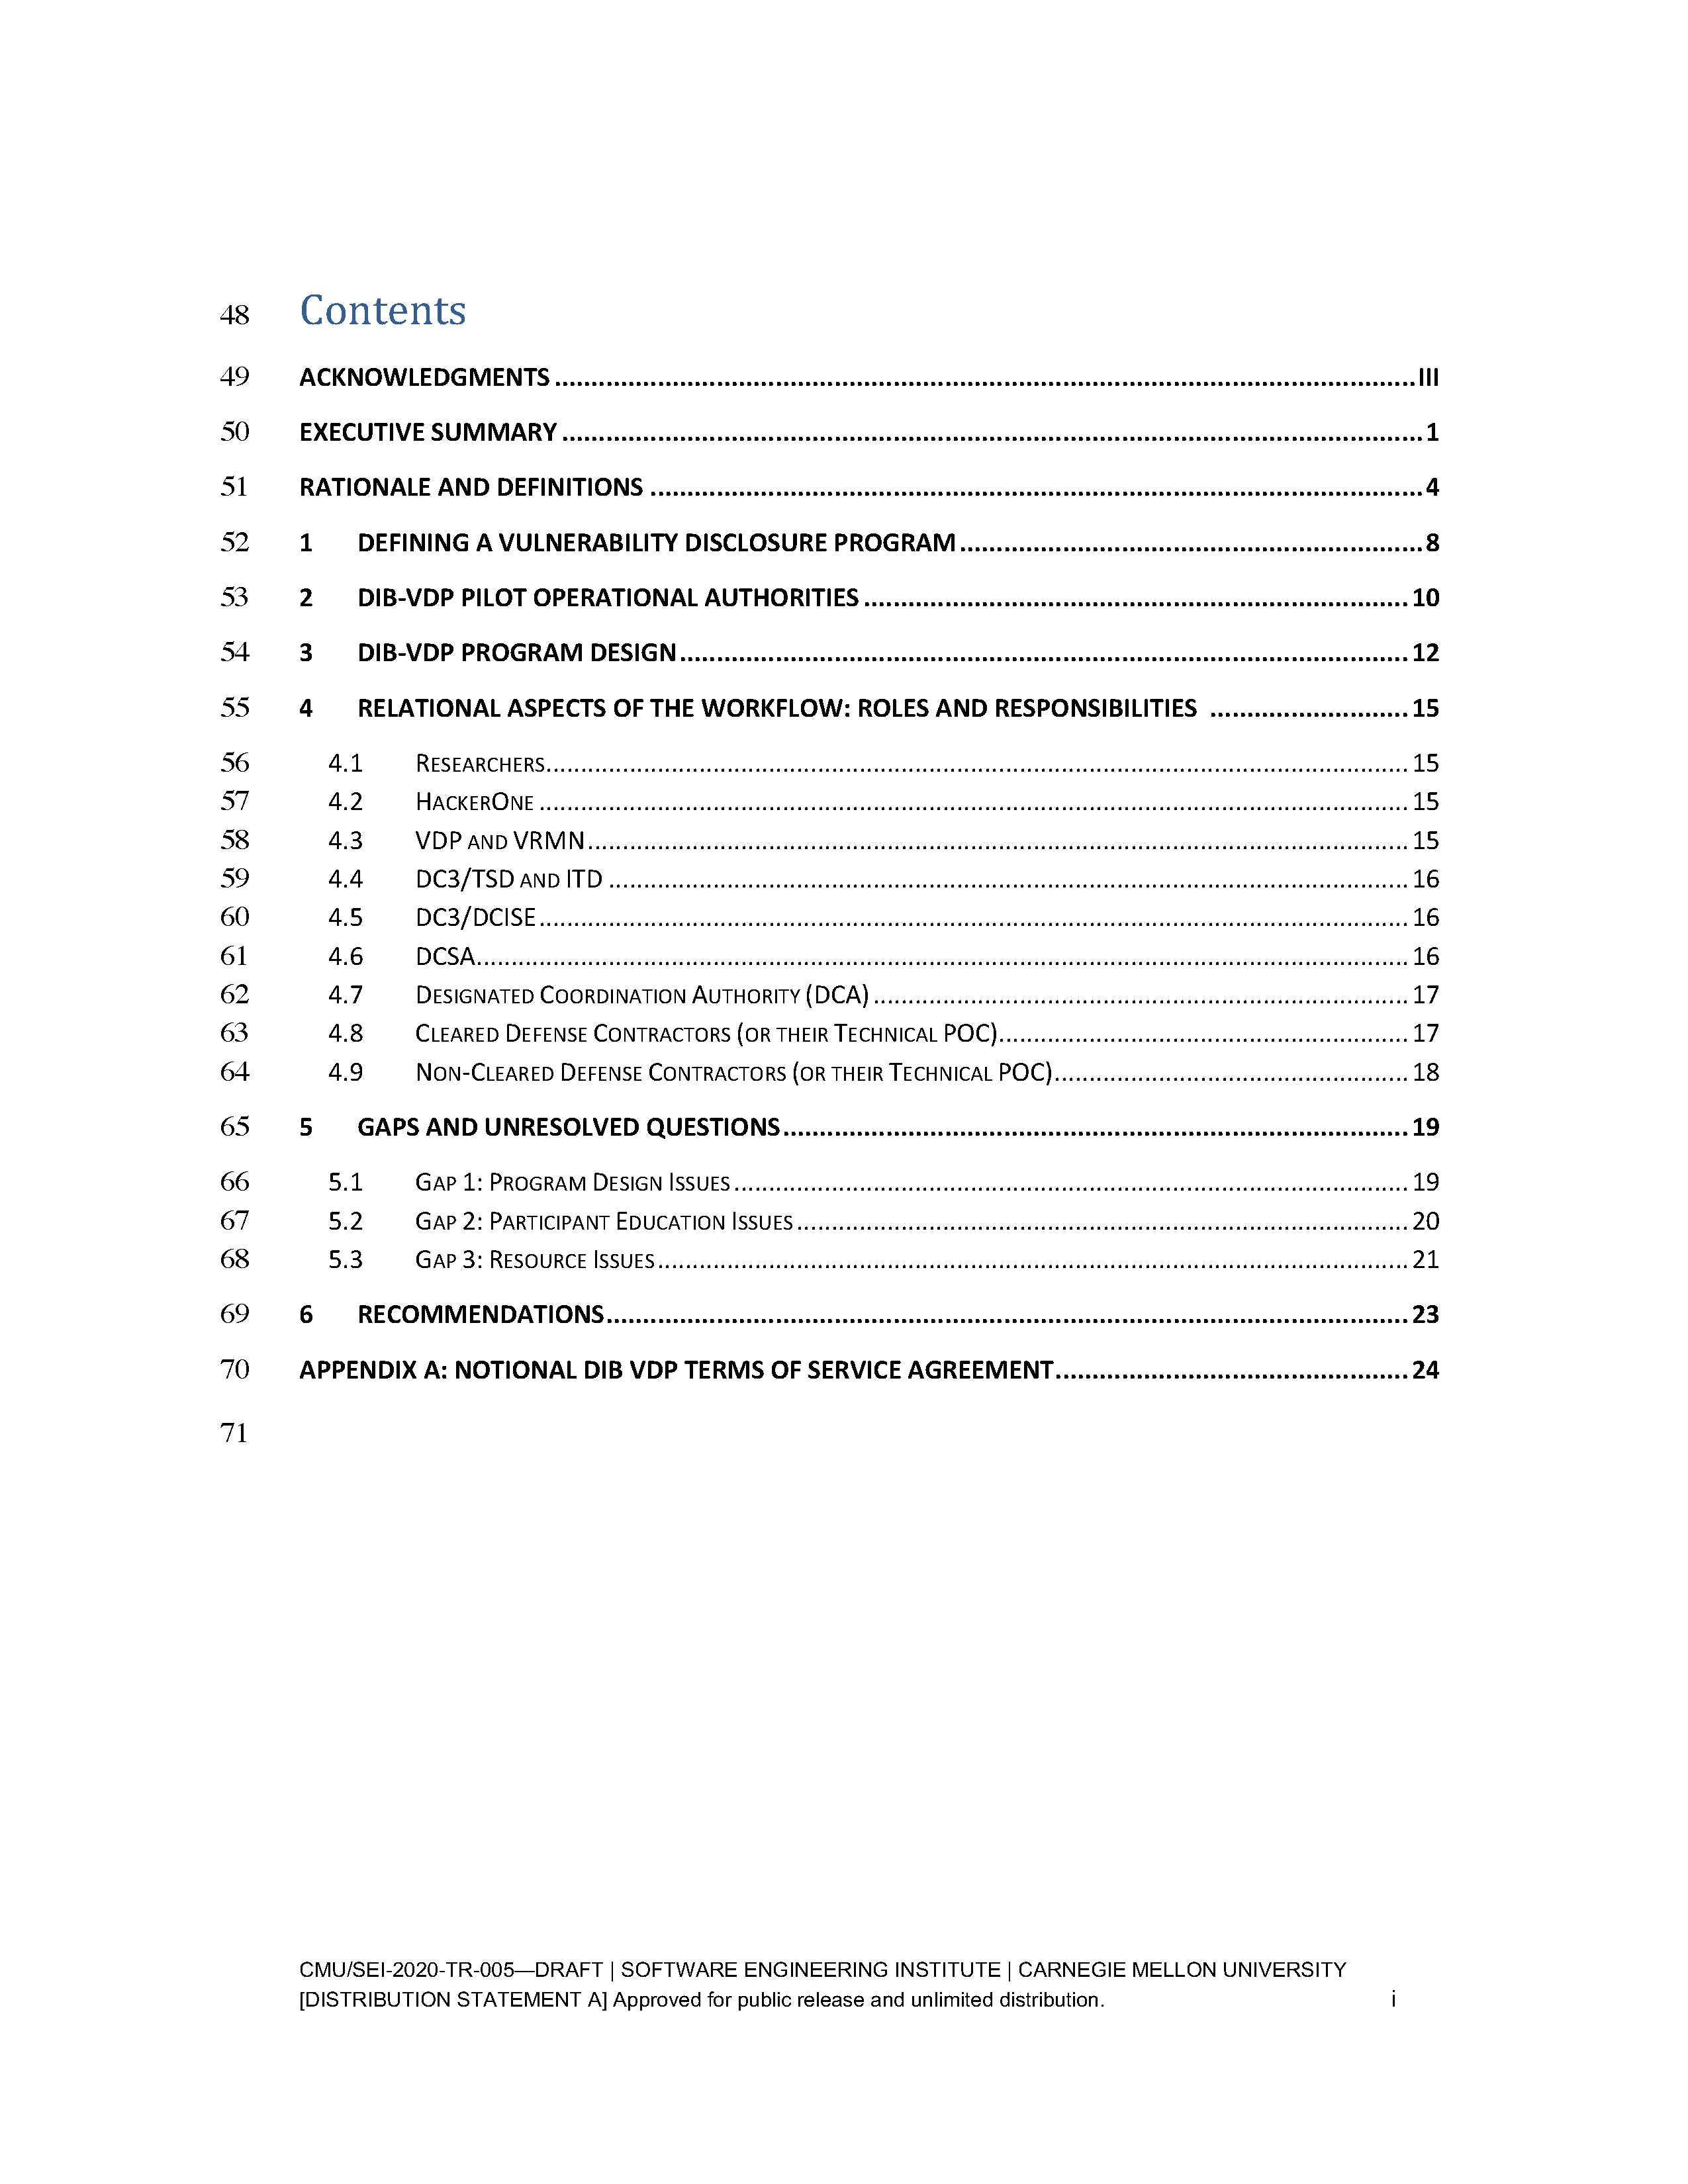 48 Contents
49 ACKNOWLEDGMENTS ........ III
50 EXECUTIVE SUMMARY ........ 1
51 RATIONALE AND DEFINITIONS ........ 4
52 1 DEFINING A VULNERABILITY DISCLOSURE PROGRAM ........ 8
53 2 DIB-VDP PILOT OPERATIONAL AUTHORITIES ........ 10
54 3 DIB-VDP PROGRAM DESIGN ........ 12
55 4 RELATIONAL ASPECTS OF THE WORKFLOW: ROLES AND RESPONSIBILITIES ........ 15
56 4.1 RESEARCHERS ........ 15
57 4.2 HACKERONE ........ 15
58 4.3 VDP AND VRMN ........ 15
59 4.4 DC3/TSD AND ITD ........ 16
60 4.5 DC3/DCISE ........ 16
61 4.6 DCSA ........ 16
62 4.7 DESIGNATED COORDINATION AUTHORITY (DCA) ........ 17
63 4.8 CLEARED DEFENSE CONTRACTORS (OR THEIR TECHNICAL POC) ........ 17
64 4.9 NON-CLEARED DEFENSE CONTRACTORS (OR THEIR TECHNICAL POC) ........ 18
65 5 GAPS AND UNRESOLVED QUESTIONS ........ 19
66 5.1 GAP 1: PROGRAM DESIGN ISSUES ........ 19
67 5.2 GAP 2: PARTICIPANT EDUCATION ISSUES ........ 20
68 5.3 GAP 3: RESOURCE ISSUES ........ 21
69 6 RECOMMENDATIONS ........ 23
70 APPENDIX A: NOTIONAL DIB VDP TERMS OF SERVICE AGREEMENT ........ 24
71
CMU/SEI-2020-TR-005—DRAFT | SOFTWARE ENGINEERING INSTITUTE | CARNEGIE MELLON UNIVERSITY
[DISTRIBUTION STATEMENT A] Approved for public release and unlimited distribution. i